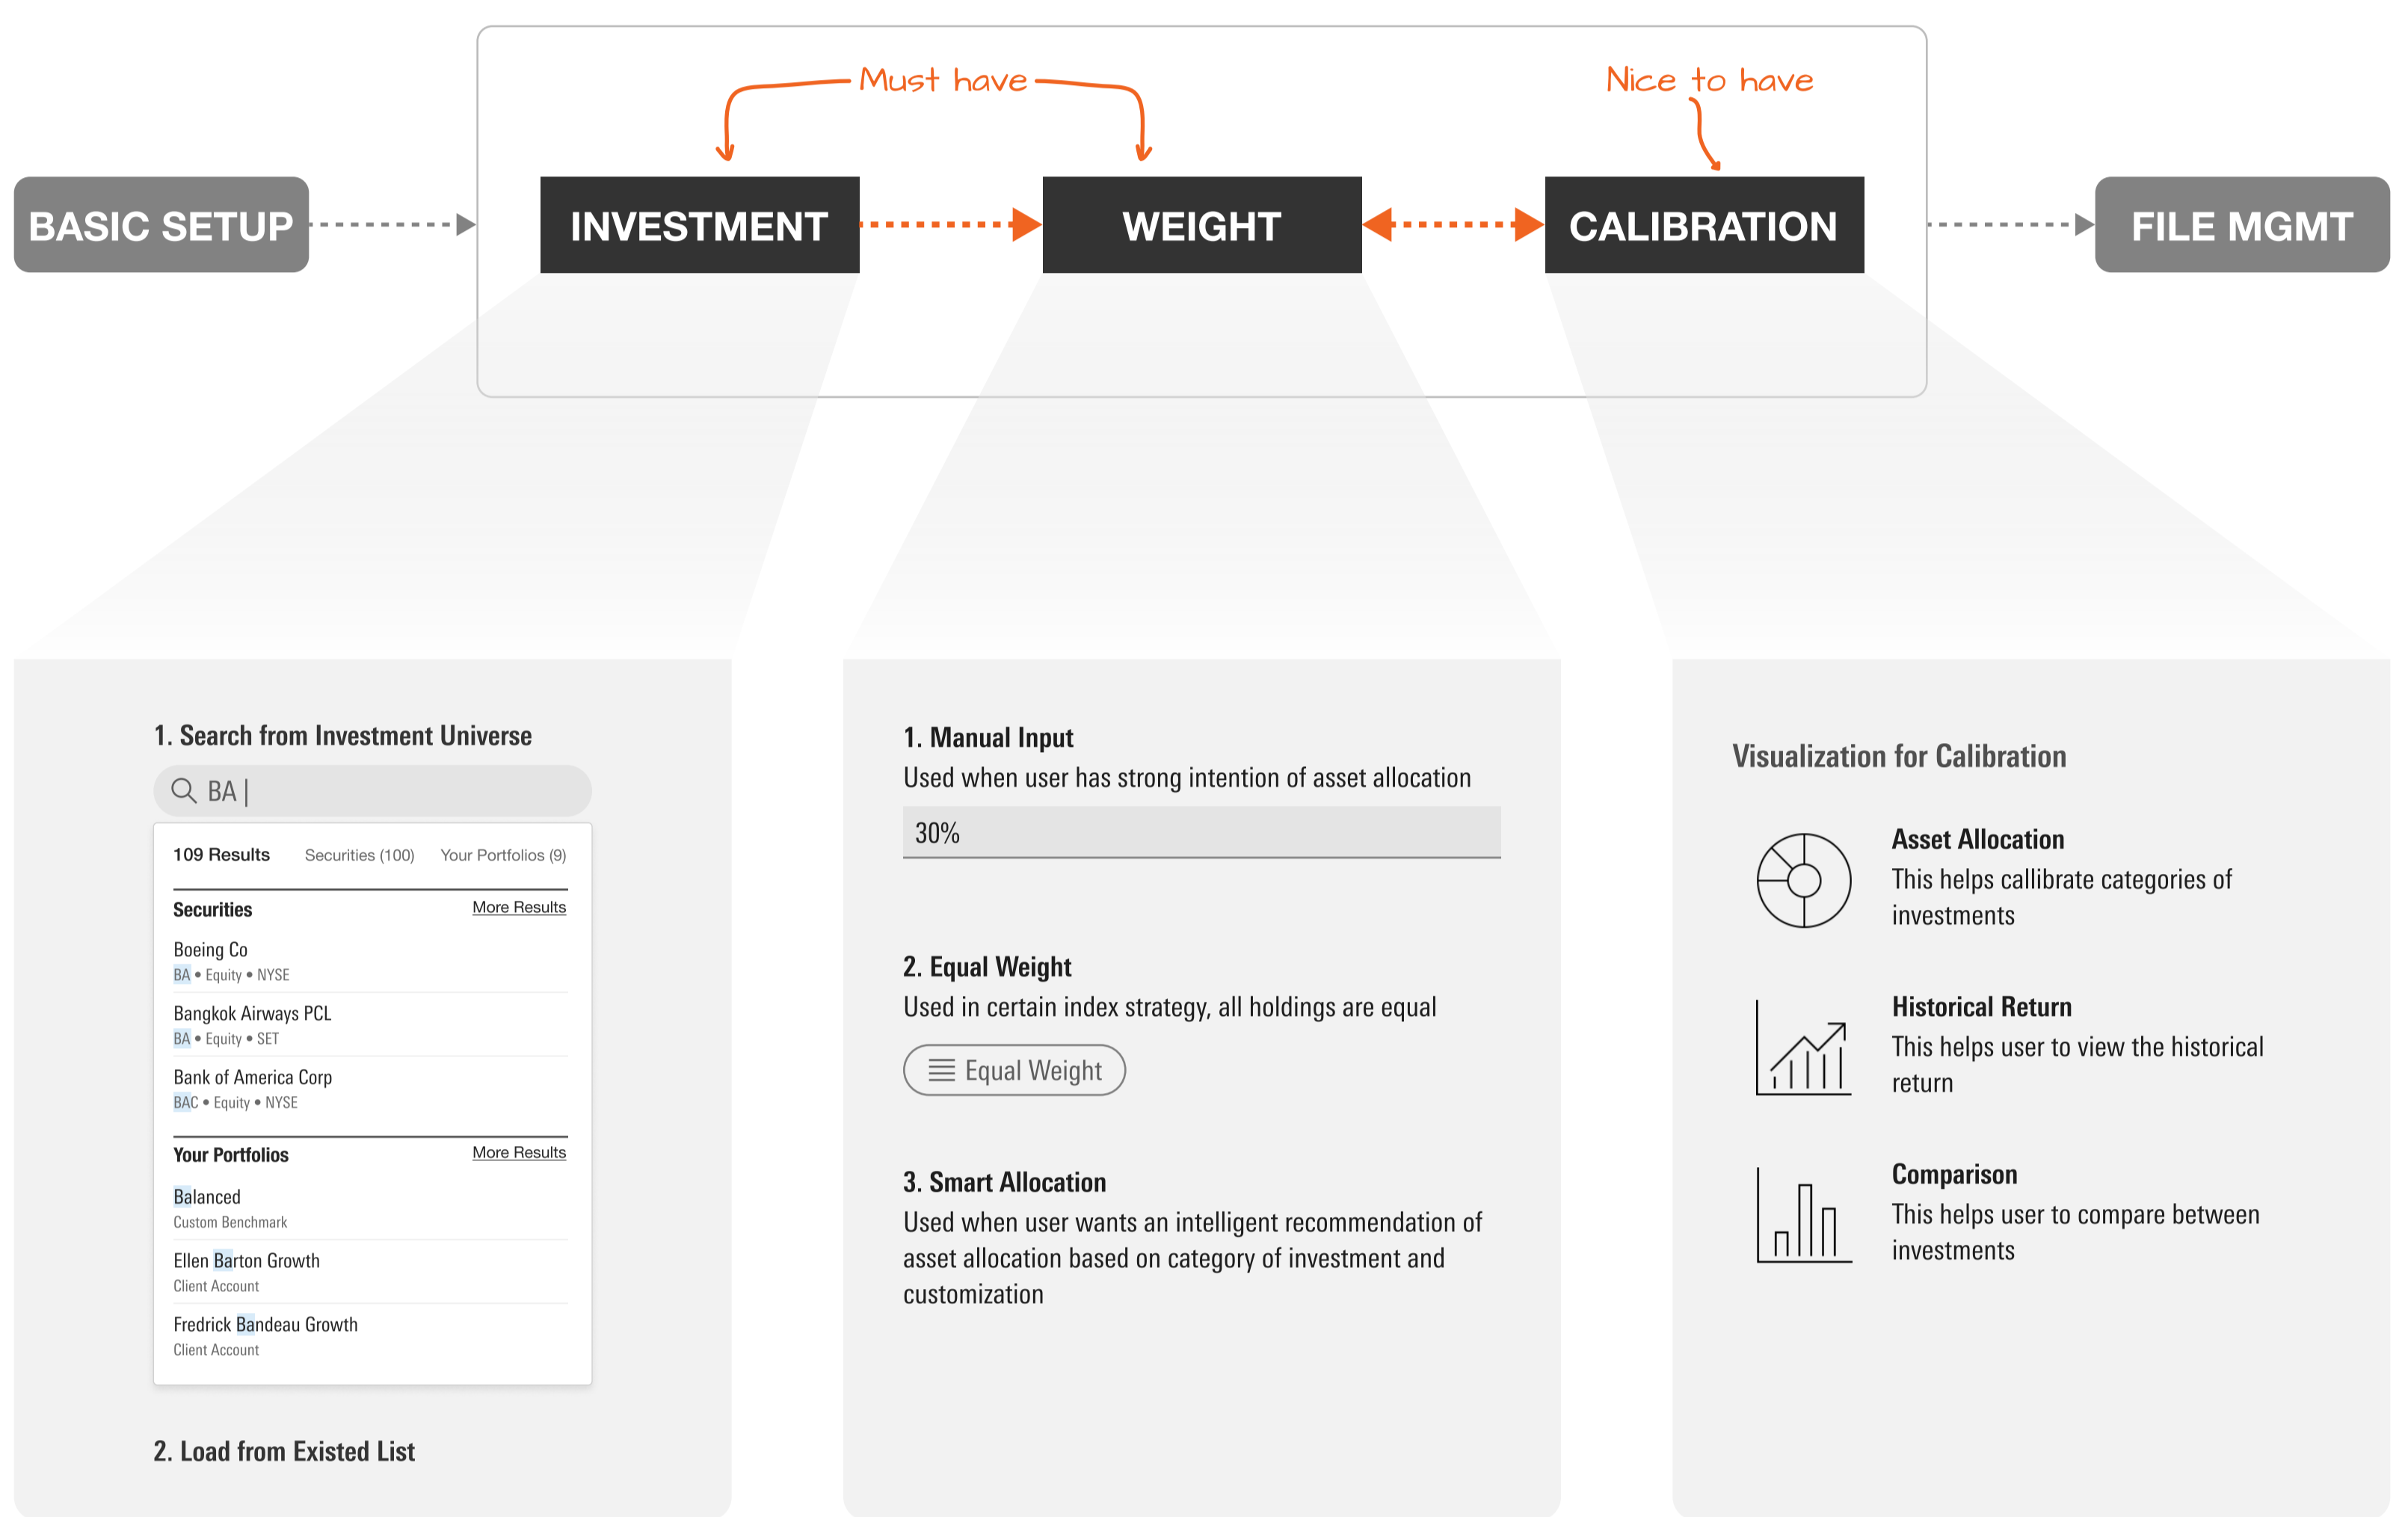 Must have
Nice to have
BASIC SETUP
INVESTMENT
WEIGHT
CALIBRATION
FILE MGMT
1. Search from Investment Universe
BA |
109 Results Securities (100) Your Portfolios (9)
Securities More Results
Boeing Co
BA • Equity • NYSE
Bangkok Airways PCL
BA • Equity • SET
Bank of America Corp
BAC • Equity • NYSE
Your Portfolios More Results
Balanced
Custom Benchmark
Ellen Barton Growth
Client Account
Fredrick Bandeau Growth
Client Account
2. Load from Existed List
1. Manual Input
Used when user has strong intention of asset allocation
30%
2. Equal Weight
Used in certain index strategy, all holdings are equal
Equal Weight
3. Smart Allocation
Used when user wants an intelligent recommendation of
asset allocation based on category of investment and
customization
Visualization for Calibration
Asset Allocation
This helps callibrate categories of
investments
Historical Return
This helps user to view the historical
return
Comparison
This helps user to compare between
investments